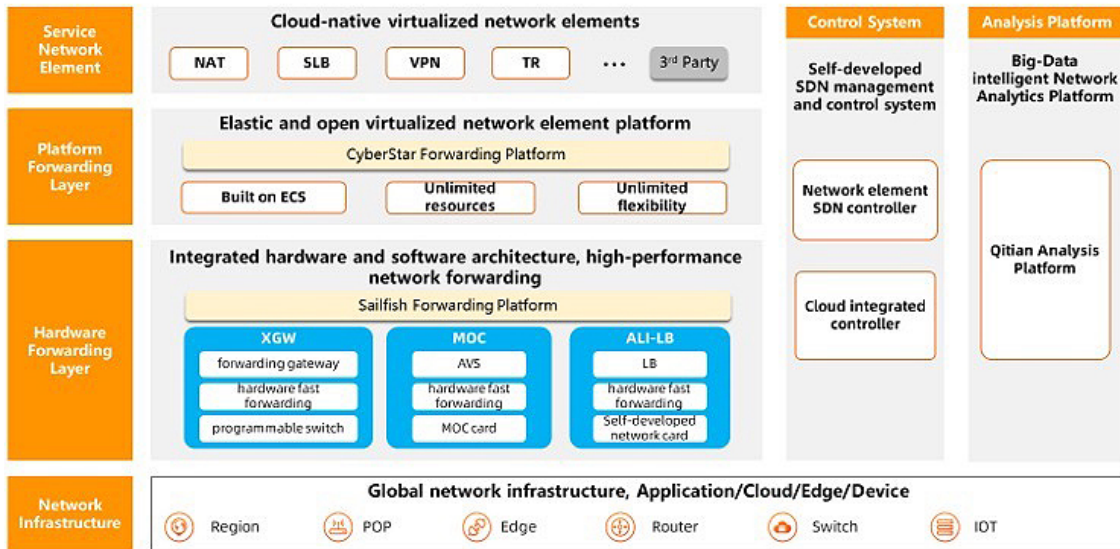 Service
Network
Element
Cloud-native virtualized network elements
NAT
SLB
VPN
TR
...
3rd Party
Platform
Forwarding
Layer
Elastic and open virtualized network element platform
CyberStar Forwarding Platform
Built on ECS
Unlimited
resources
Unlimited
flexibility
Hardware
Forwarding
Layer
Integrated hardware and software architecture, high-performance
network forwarding
Sailfish Forwarding Platform
XGW
forwarding gateway
hardware fast
forwarding
programmable switch
MOC
AVS
hardware fast
forwarding
MOC card
ALI-LB
LB
hardware fast
forwarding
Self-developed
network card
Control System
Self-developed
SDN management
and control system
Network element
SDN controller
Cloud integrated
controller
Analysis Platform
Big-Data
intelligent Network
Analytics Platform
Qitian Analysis
Platform
Network
Infrastructure
Global network infrastructure, Application/Cloud/Edge/Device
Region
POP
Edge
Router
Switch
IOT